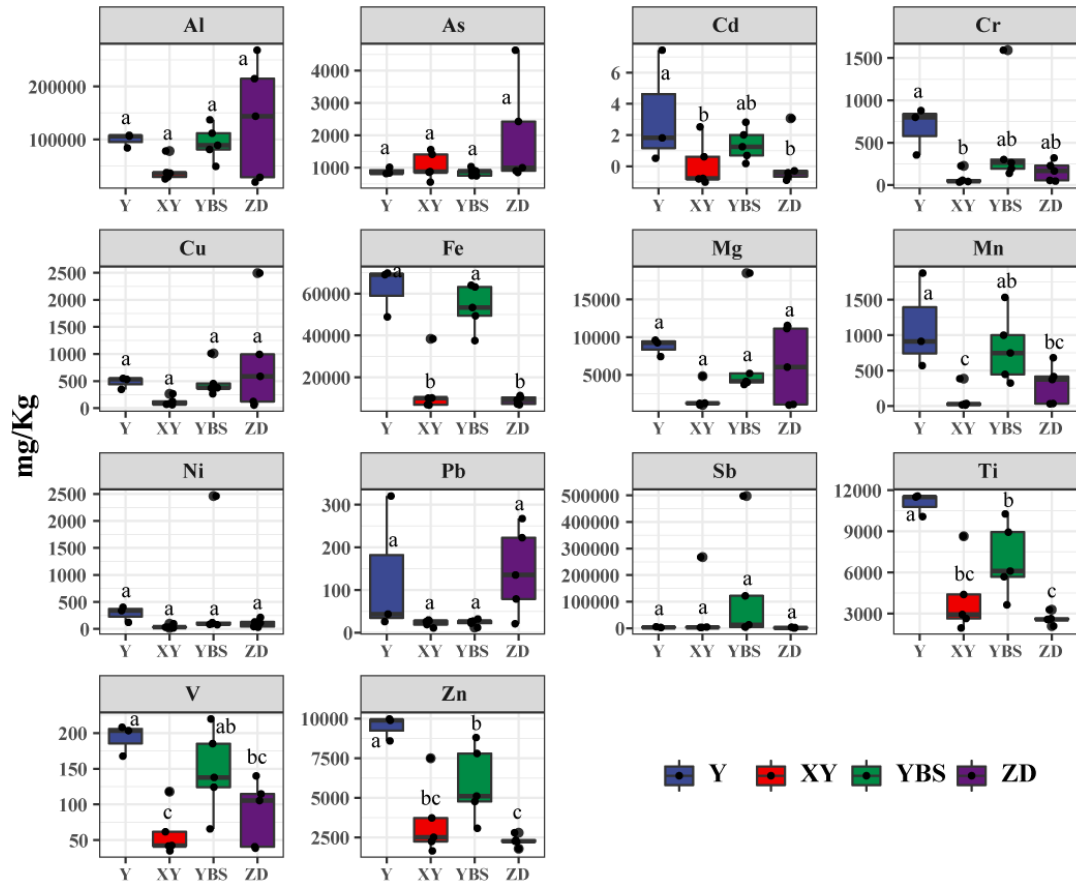 Al As Cd Cr
200000
100000
a a a a
Y XY YBS ZD
4000
3000
2000
1000
a a a a
Y XY YBS ZD
6
4
2
0
a b ab b
Y XY YBS ZD
1500
1000
500
0
a b ab ab
Y XY YBS ZD
Cu Fe Mg Mn
2500
2000
1500
1000
500
0
a a a a
Y XY YBS ZD
60000
40000
20000
a b a b
Y XY YBS ZD
15000
10000
5000
a a a a
Y XY YBS ZD
1500
1000
500
0
a c ab bc
Y XY YBS ZD
mg/Kg
Ni Pb Sb Ti
2500
2000
1500
1000
500
0
a a a a
Y XY YBS ZD
300
200
100
0
a a a a
Y XY YBS ZD
500000
400000
300000
200000
100000
0
a a a a
Y XY YBS ZD
12000
9000
6000
3000
a bc b c
Y XY YBS ZD
V Zn
200
150
100
50
a c ab bc
Y XY YBS ZD
10000
7500
5000
2500
a bc b c
Y XY YBS ZD
Y XY YBS ZD